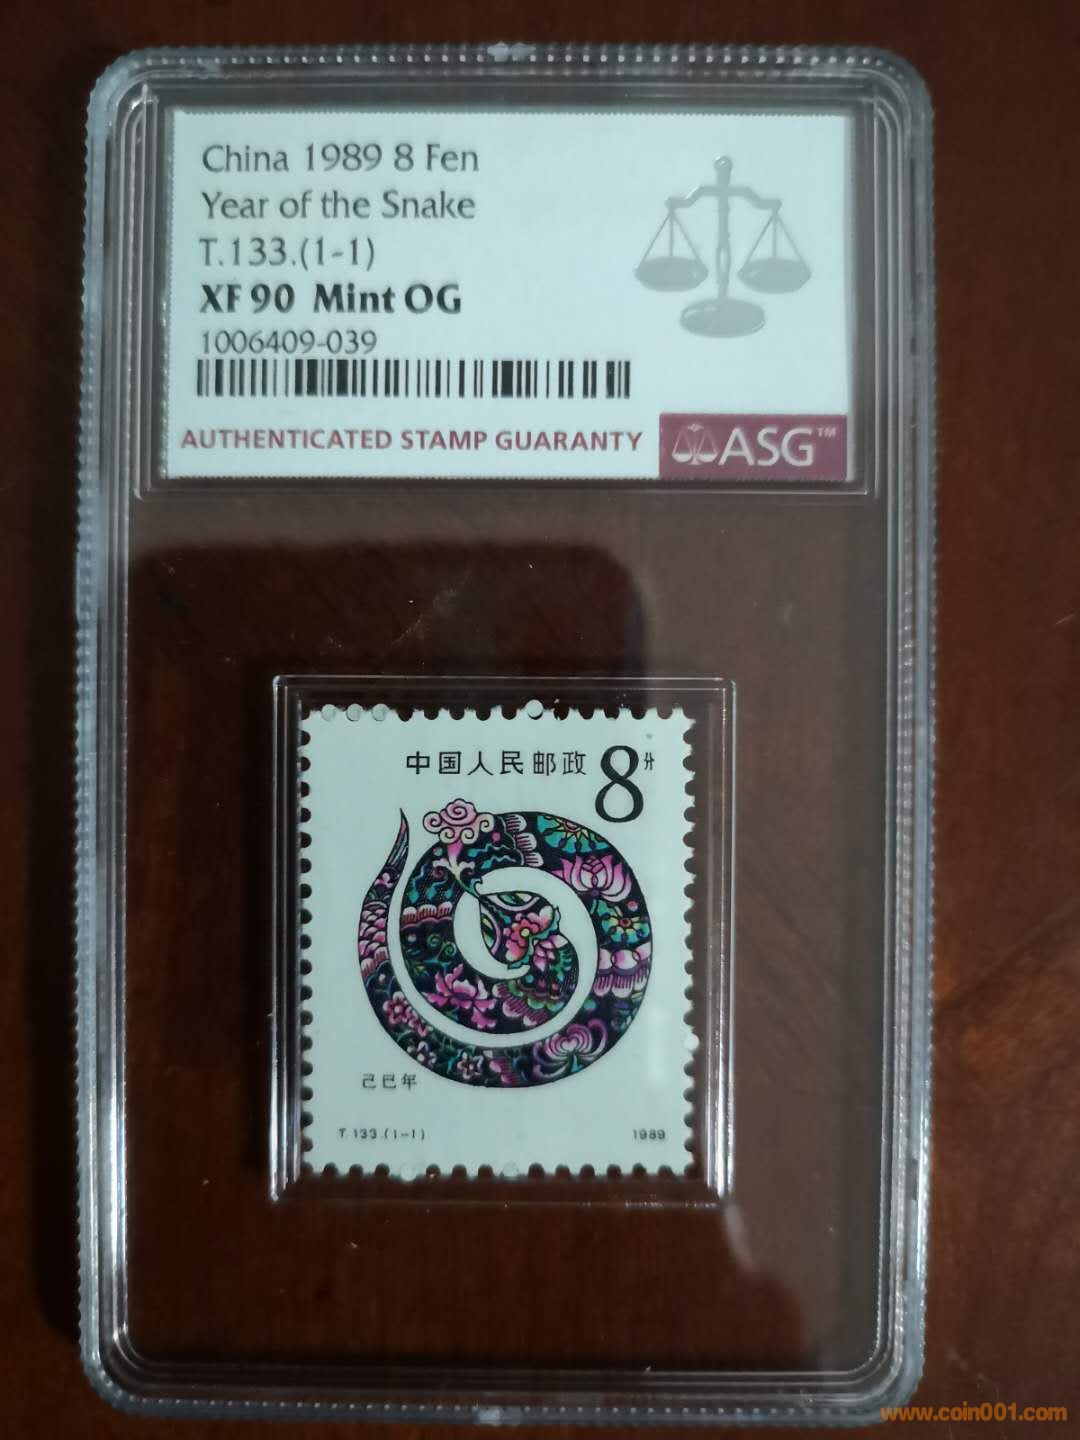 China 1989 8 Fen
Year of the Snake
T.133.(1-1)
XF 90 Mint OG
1006409-039
AUTHENTICATED STAMP GUARANTY
ASG™
中国人民邮政 8分
己巳年
T.133.(1-1) 1989
www.coin001.com